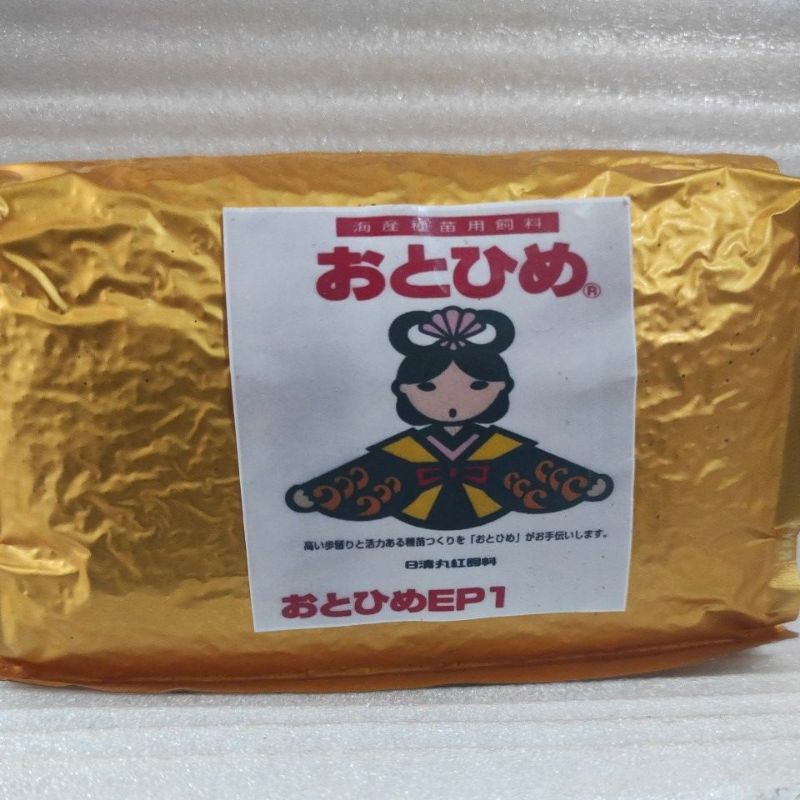 海産種苗用飼料
おとひめ®
高い歩留りと活力ある種苗つくりを「おとひめ」がお手伝いします。
日清丸紅飼料
おとひめEP1